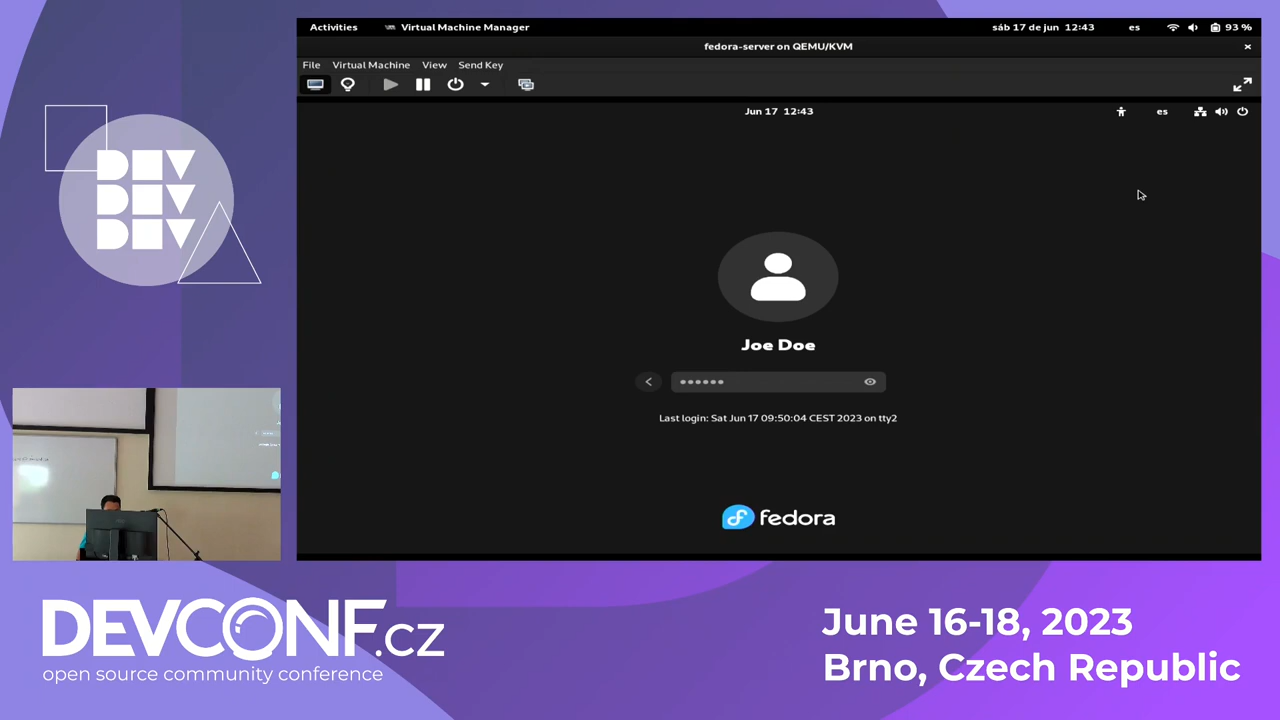 Activities
Virtual Machine Manager
sáb 17 de jun 12:43
es
93 %
fedora-server on QEMU/KVM
File
Virtual Machine
View
Send Key
Jun 17 12:43
es
DEV
DEV
DEV
Joe Doe
Last login: Sat Jun 17 09:50:04 CEST 2023 on tty2
fedora
DEVCONF.cz
open source community conference
June 16-18, 2023
Brno, Czech Republic